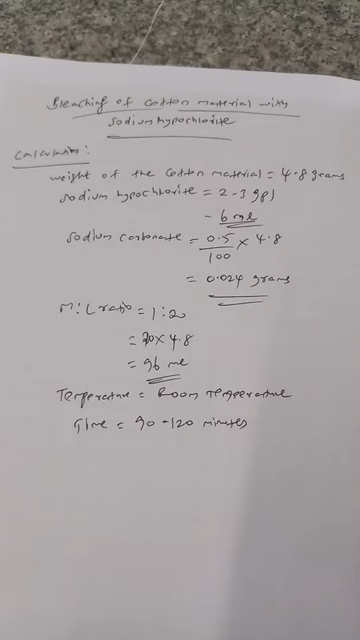 Bleaching of cotton material with
Sodium hypochlorite
Calculation:
weight of the cotton material = 4.8 grams
Sodium hypochlorite = 2-3 gpl
- 6 ml
Sodium carbonate = 0.5/100 × 4.8
= 0.024 grams
M:L ratio = 1:20
= 20 × 4.8
= 96 ml
Temperature = Room Temperature
Time = 90-120 minutes